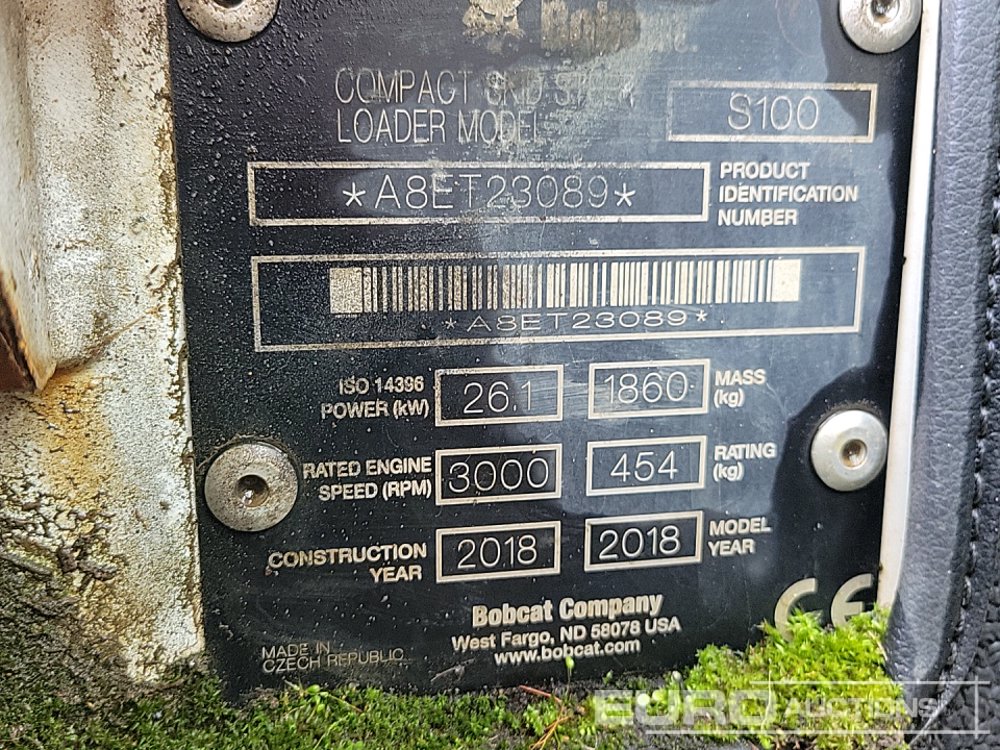 COMPACT SKID STEER
LOADER MODEL
S100
*A8ET23089*
PRODUCT
IDENTIFICATION
NUMBER
*A8ET23089*
ISO 14396
POWER (kW)
26.1
1860
MASS
(kg)
RATED ENGINE
SPEED (RPM)
3000
454
RATING
(kg)
CONSTRUCTION
YEAR
2018
2018
MODEL
YEAR
Bobcat Company
West Fargo, ND 58078 USA
www.bobcat.com
MADE IN
CZECH REPUBLIC
CE
EURO AUCTIONS